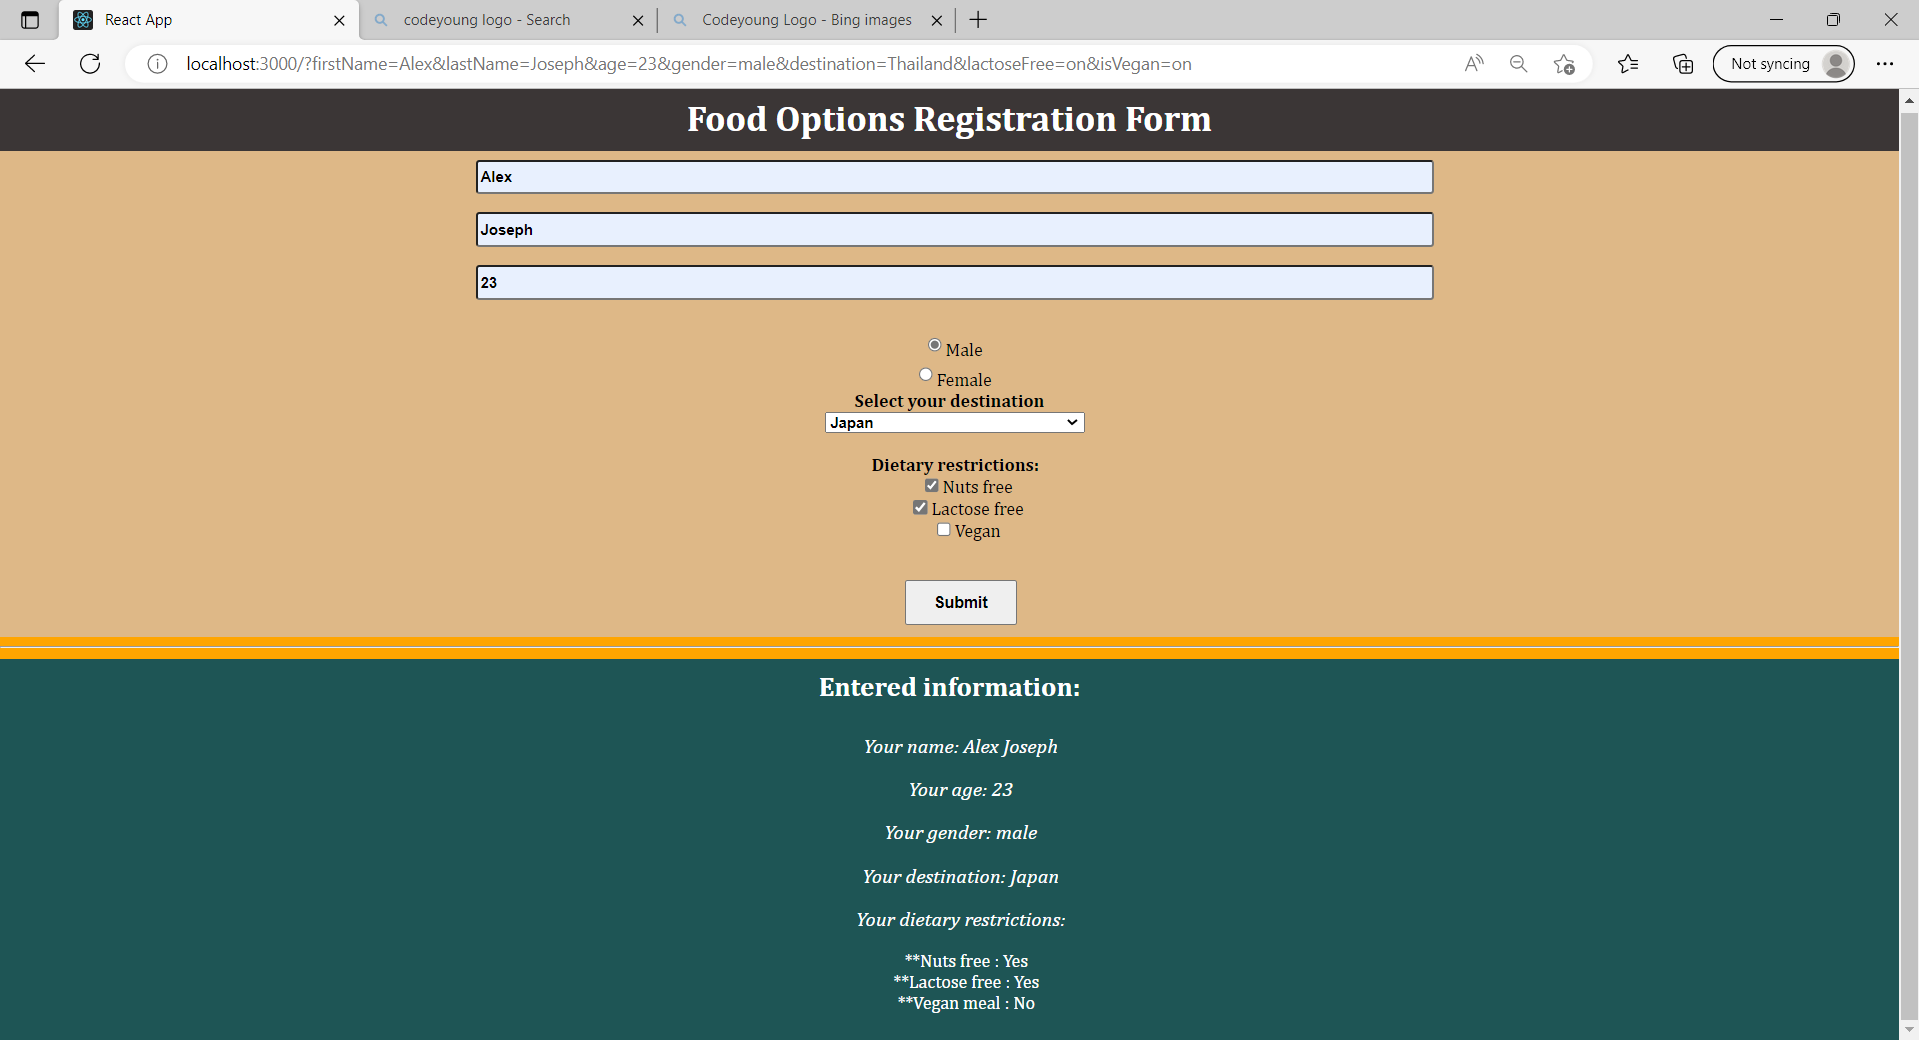 React App
codeyoung logo - Search
Codeyoung Logo - Bing images
localhost:3000/?firstName=Alex&lastName=Joseph&age=23&gender=male&destination=Thailand&lactoseFree=on&isVegan=on
Not syncing
Food Options Registration Form
Alex
Joseph
23
Male
Female
Select your destination
Japan
Dietary restrictions:
Nuts free
Lactose free
Vegan
Submit
Entered information:
Your name: Alex Joseph
Your age: 23
Your gender: male
Your destination: Japan
Your dietary restrictions:
**Nuts free : Yes
**Lactose free : Yes
**Vegan meal : No